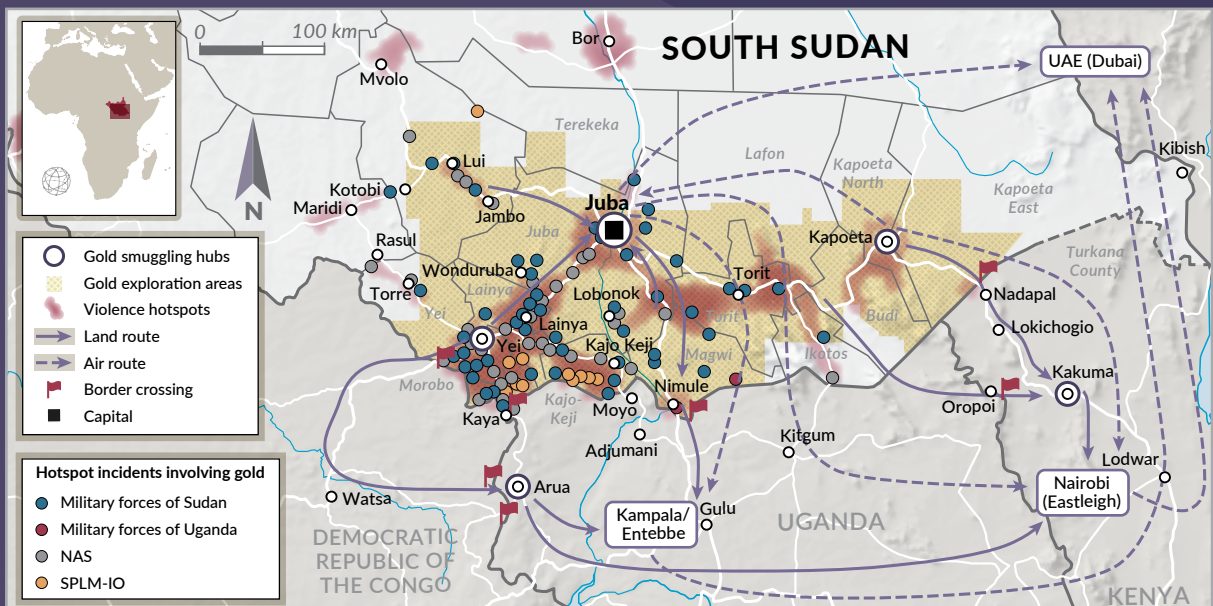 0 100 km
SOUTH SUDAN
Bor
Mvolo
UAE (Dubai)
Terekeka
Kibish
Lafon
Kapoeta
North
Kapoeta
East
Lui
Kotobi
Maridi
Jambo
Juba
Juba
N
Rasul
Kapoeta
Turkana
County
Wonduruba
Torit
Torre
Lainya
Lobonok
Nadapal
Yei
Lainya
Torit
Budi
Lokichogio
Yei
Kajo Keji
Magwi
Ikotos
Morobo
Nimule
Kakuma
Kajo-
Keji
Moyo
Oropoi
Kaya
Adjumani
Kitgum
Lodwar
Watsa
Arua
Nairobi
(Eastleigh)
Kampala/
Entebbe
Gulu
UGANDA
DEMOCRATIC
REPUBLIC OF
THE CONGO
KENYA
Gold smuggling hubs
Gold exploration areas
Violence hotspots
Land route
Air route
Border crossing
Capital
Hotspot incidents involving gold
Military forces of Sudan
Military forces of Uganda
NAS
SPLM-IO